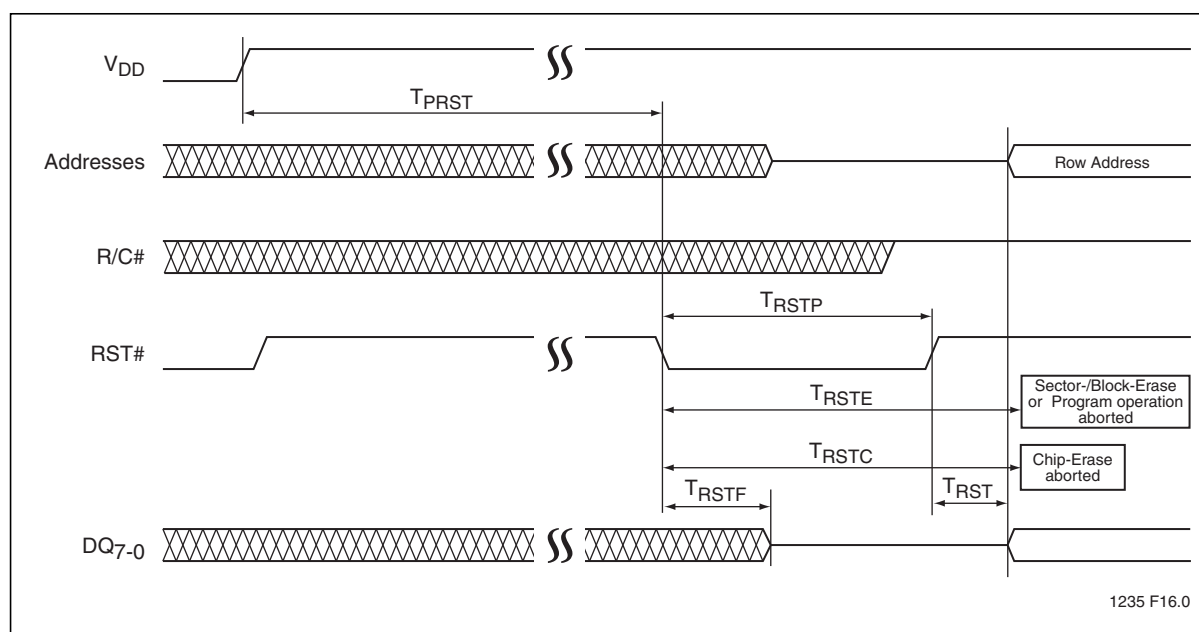 VDD
TPRST
Addresses
Row Address
R/C#
TRSTP
RST#
TRSTE
Sector-/Block-Erase
or Program operation
aborted
TRSTC
Chip-Erase
aborted
TRSTF
TRST
DQ7-0
1235 F16.0